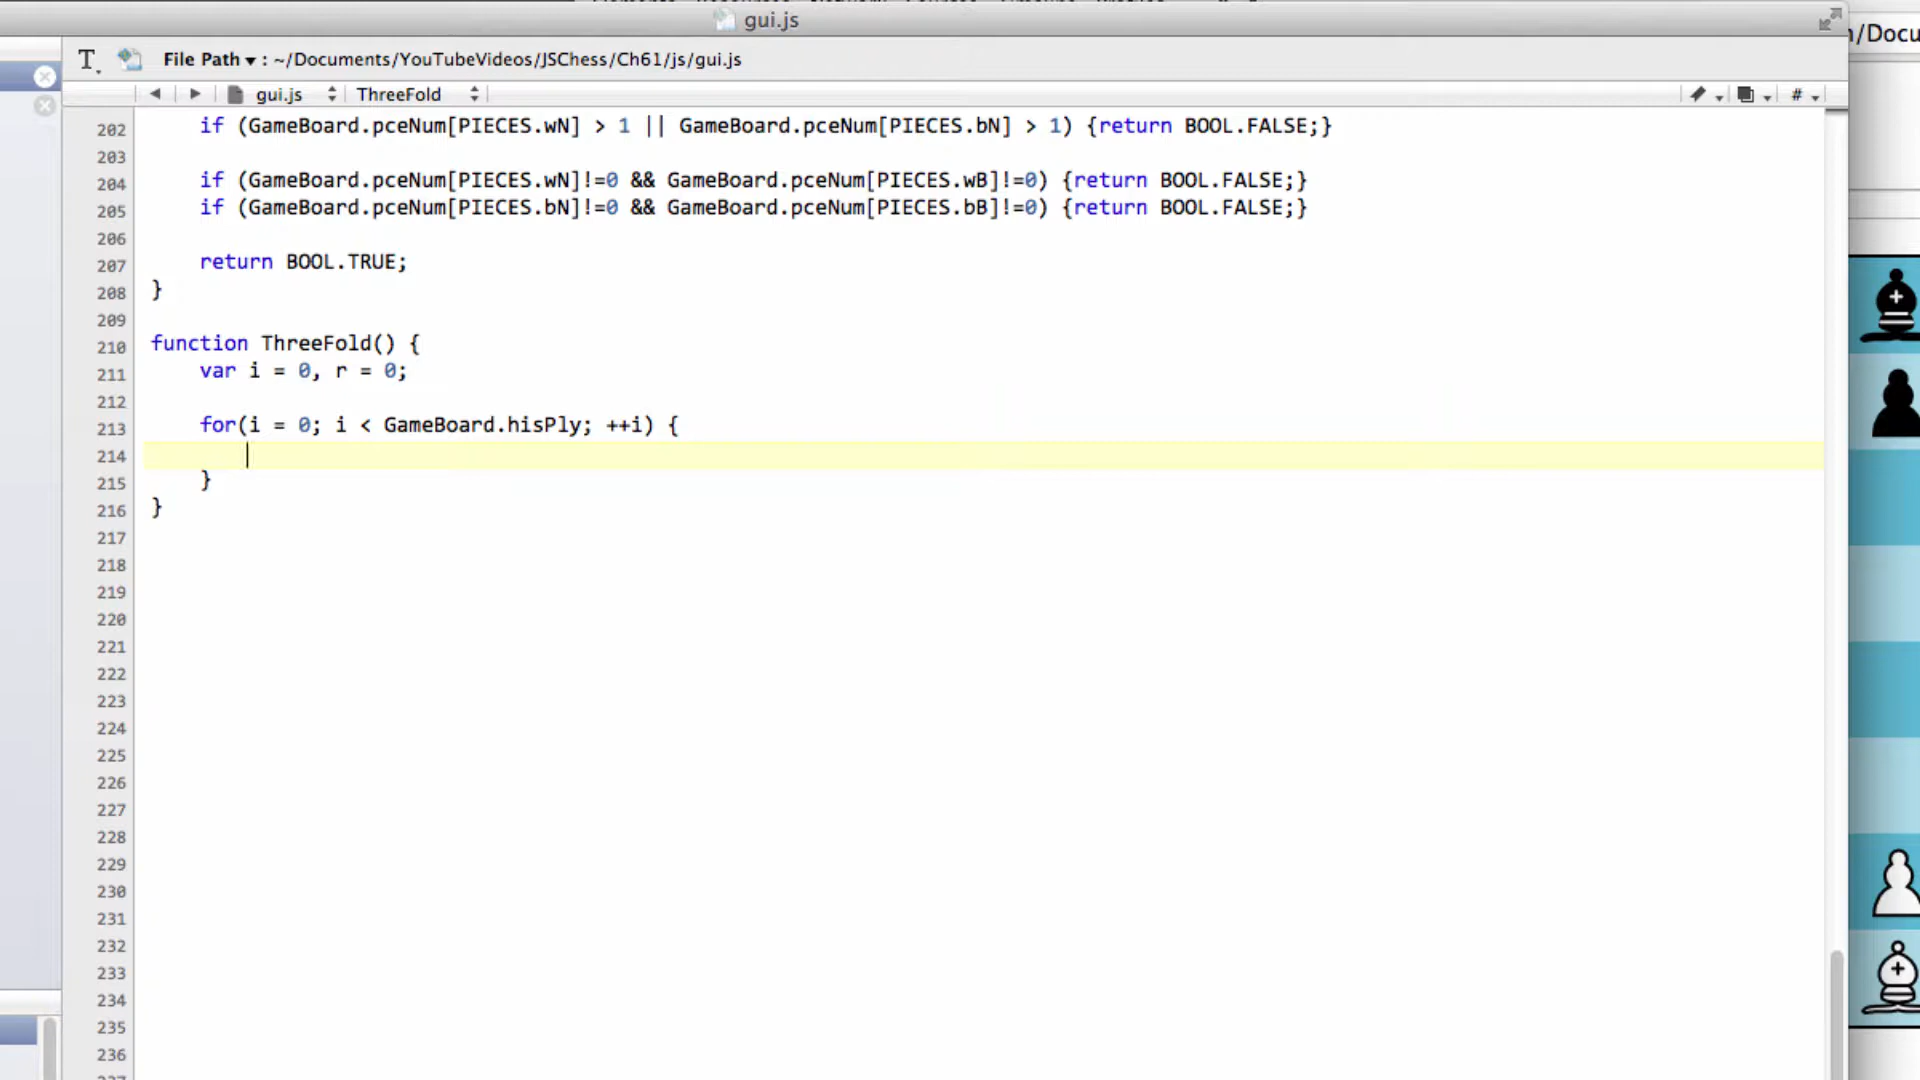 gui.js
n/Docu
T File Path ▾ : ~/Documents/YouTubeVideos/JSChess/Ch61/js/gui.js
gui.js ThreeFold #
202 if (GameBoard.pceNum[PIECES.wN] > 1 || GameBoard.pceNum[PIECES.bN] > 1) {return BOOL.FALSE;}
203
204 if (GameBoard.pceNum[PIECES.wN]!=0 && GameBoard.pceNum[PIECES.wB]!=0) {return BOOL.FALSE;}
205 if (GameBoard.pceNum[PIECES.bN]!=0 && GameBoard.pceNum[PIECES.bB]!=0) {return BOOL.FALSE;}
206
207 return BOOL.TRUE;
208 }
209
210 function ThreeFold() {
211 var i = 0, r = 0;
212
213 for(i = 0; i < GameBoard.hisPly; ++i) {
214
215 }
216 }
217
218
219
220
221
222
223
224
225
226
227
228
229
230
231
232
233
234
235
236